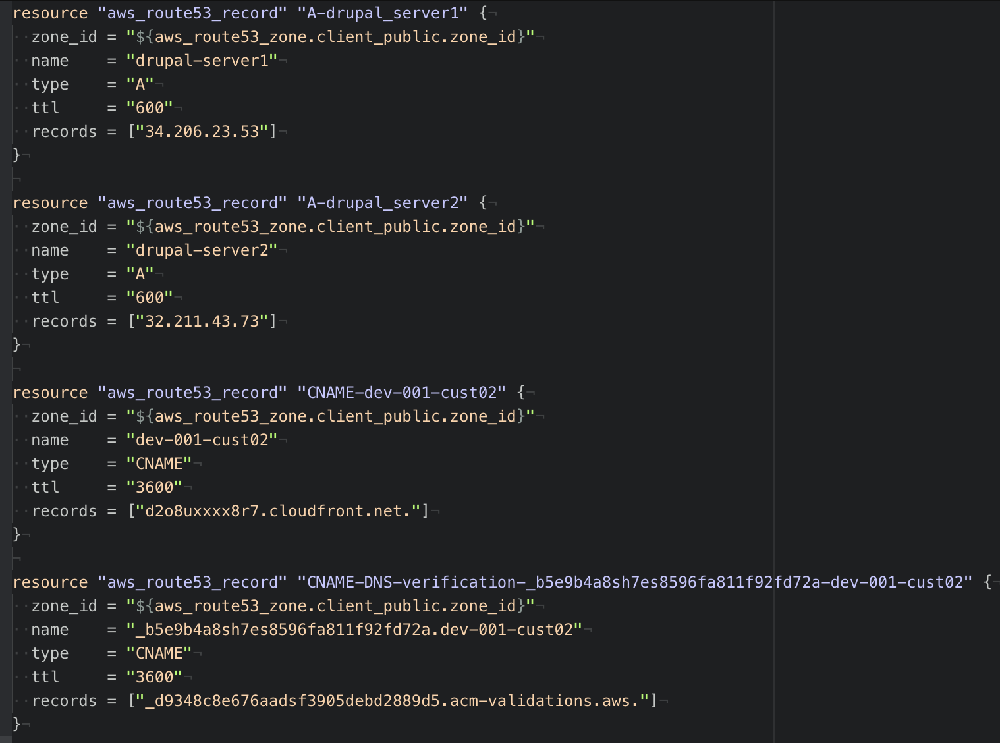 resource "aws_route53_record" "A-drupal_server1" {
  zone_id = "${aws_route53_zone.client_public.zone_id}"
  name    = "drupal-server1"
  type    = "A"
  ttl     = "600"
  records = ["34.206.23.53"]
}

resource "aws_route53_record" "A-drupal_server2" {
  zone_id = "${aws_route53_zone.client_public.zone_id}"
  name    = "drupal-server2"
  type    = "A"
  ttl     = "600"
  records = ["32.211.43.73"]
}

resource "aws_route53_record" "CNAME-dev-001-cust02" {
  zone_id = "${aws_route53_zone.client_public.zone_id}"
  name    = "dev-001-cust02"
  type    = "CNAME"
  ttl     = "3600"
  records = ["d2o8uxxxx8r7.cloudfront.net."]
}

resource "aws_route53_record" "CNAME-DNS-verification-_b5e9b4a8sh7es8596fa811f92fd72a-dev-001-cust02" {
  zone_id = "${aws_route53_zone.client_public.zone_id}"
  name    = "_b5e9b4a8sh7es8596fa811f92fd72a.dev-001-cust02"
  type    = "CNAME"
  ttl     = "3600"
  records = ["_d9348c8e676aadsf3905debd2889d5.acm-validations.aws."]
}